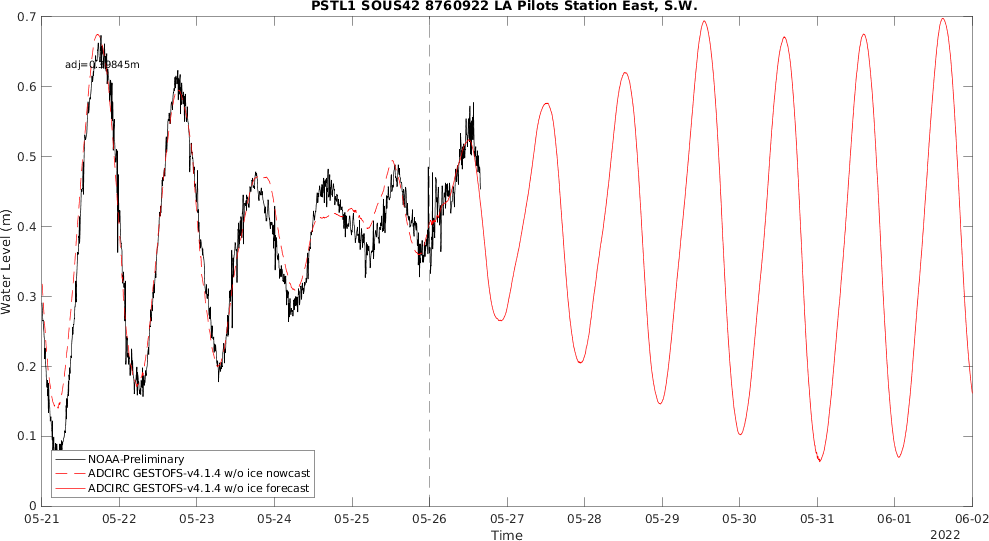 PSTL1 SOUS42 8760922 LA Pilots Station East, S.W.
0.7
0.6
0.5
0.4
0.3
0.2
0.1
0
Water Level (m)
NOAA-Preliminary
ADCIRC GESTOFS-v4.1.4 w/o ice nowcast
ADCIRC GESTOFS-v4.1.4 w/o ice forecast
05-21 05-22 05-23 05-24 05-25 05-26 05-27 05-28 05-29 05-30 05-31 06-01 06-02
Time
2022